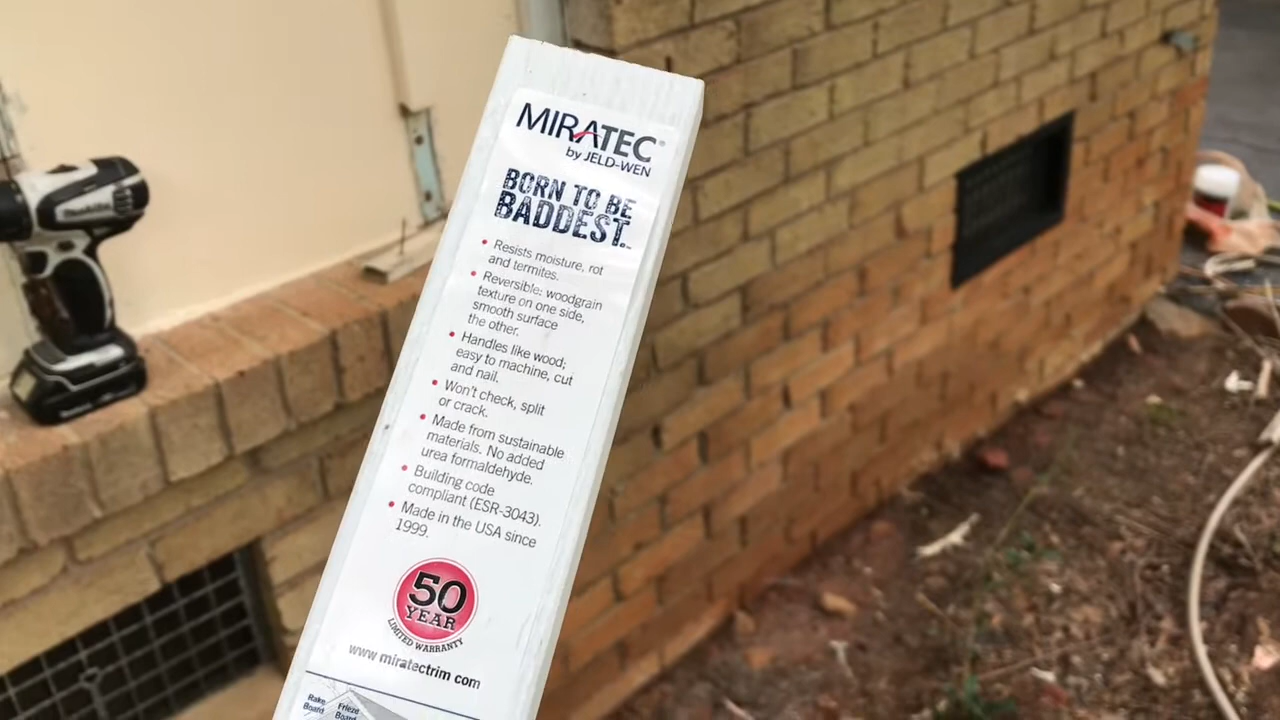 MIRATEC®
by JELD-WEN
BORN TO BE
BADDEST.™
• Resists moisture, rot
and termites.
• Reversible: woodgrain
texture on one side,
smooth surface
the other.
• Handles like wood;
easy to machine, cut
and nail.
• Won't check, split
or crack.
• Made from sustainable
materials. No added
urea formaldehyde.
• Building code
compliant (ESR-3043).
• Made in the USA since
1999.
50
YEAR
LIMITED WARRANTY
www.miratectrim.com
Rake
Board
Frieze
Board